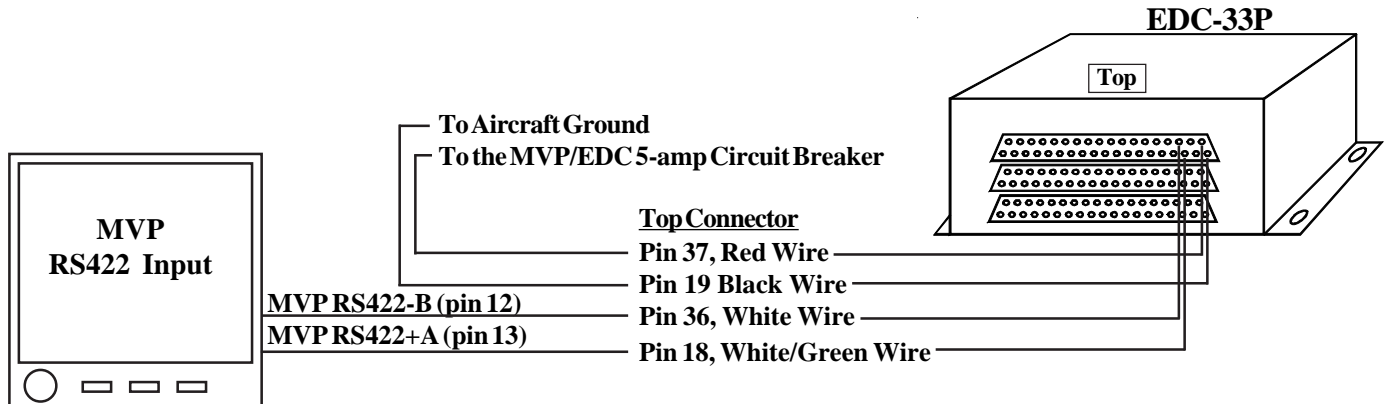 EDC-33P
Top
To Aircraft Ground
To the MVP/EDC 5-amp Circuit Breaker
Top Connector
MVP
RS422 Input
Pin 37, Red Wire
Pin 19 Black Wire
MVP RS422-B (pin 12)
Pin 36, White Wire
MVP RS422+A (pin 13)
Pin 18, White/Green Wire